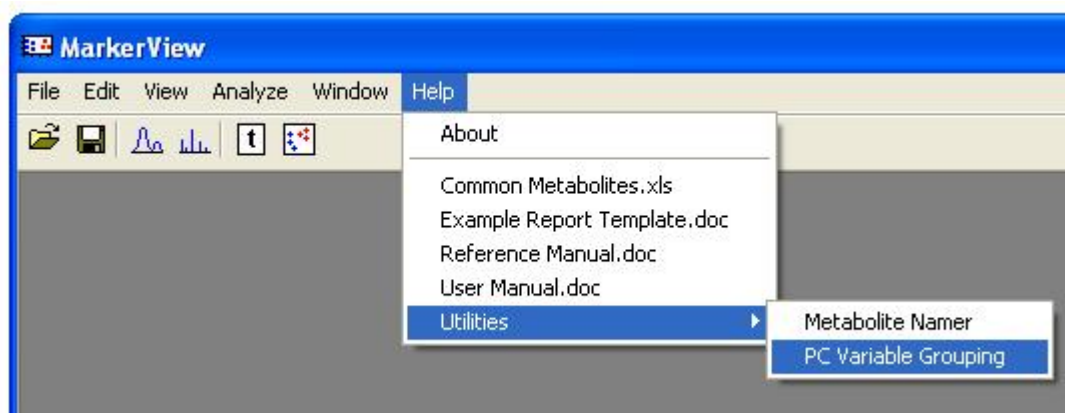 MarkerView
File Edit View Analyze Window Help
t
About
Common Metabolites.xls
Example Report Template.doc
Reference Manual.doc
User Manual.doc
Utilities
Metabolite Namer
PC Variable Grouping